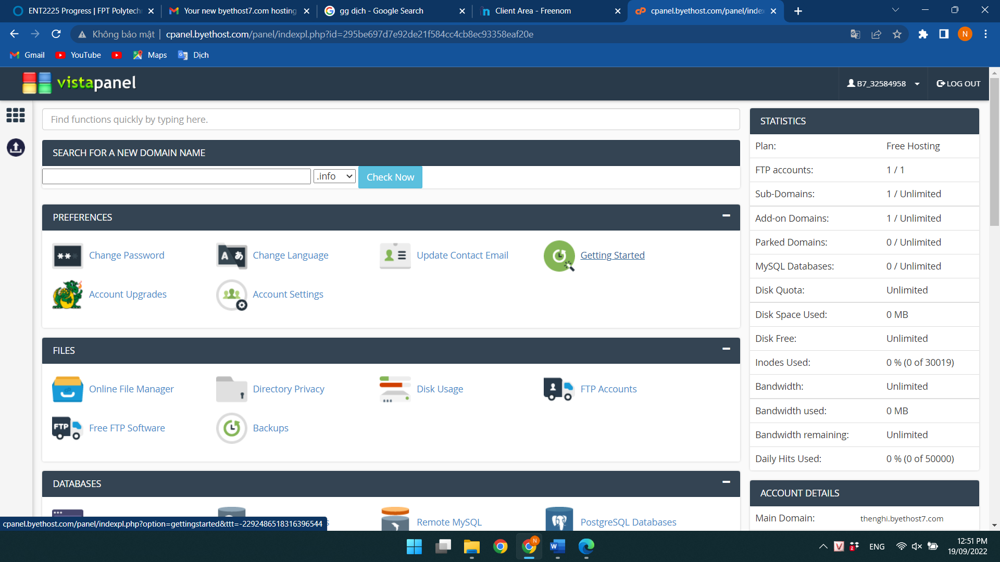 ENT2225 Progress | FPT Polytech
Your new byethost7.com hosting
gg dịch - Google Search
Client Area - Freenom
cpanel.byethost.com/panel/index
Không bảo mật
cpanel.byethost.com/panel/indexpl.php?id=295be697d7e92de21f584cc4cb8ec93358eaf20e
N
Gmail
YouTube
Maps
Dịch
vistapanel
B7_32584958
LOG OUT
Find functions quickly by typing here.
SEARCH FOR A NEW DOMAIN NAME
.info
Check Now
PREFERENCES
Change Password
Change Language
Update Contact Email
Getting Started
Account Upgrades
Account Settings
FILES
Online File Manager
Directory Privacy
Disk Usage
FTP Accounts
FTP
Free FTP Software
Backups
DATABASES
Remote MySQL
PostgreSQL Databases
STATISTICS
Plan: Free Hosting
FTP accounts: 1 / 1
Sub-Domains: 1 / Unlimited
Add-on Domains: 1 / Unlimited
Parked Domains: 0 / Unlimited
MySQL Databases: 0 / Unlimited
Disk Quota: Unlimited
Disk Space Used: 0 MB
Disk Free: Unlimited
Inodes Used: 0 % (0 of 30019)
Bandwidth: Unlimited
Bandwidth used: 0 MB
Bandwidth remaining: Unlimited
Daily Hits Used: 0 % (0 of 50000)
ACCOUNT DETAILS
Main Domain: thenghi.byethost7.com
cpanel.byethost.com/panel/indexpl.php?option=gettingstarted&ttt=-2292486518316396544
ENG
12:51 PM
19/09/2022